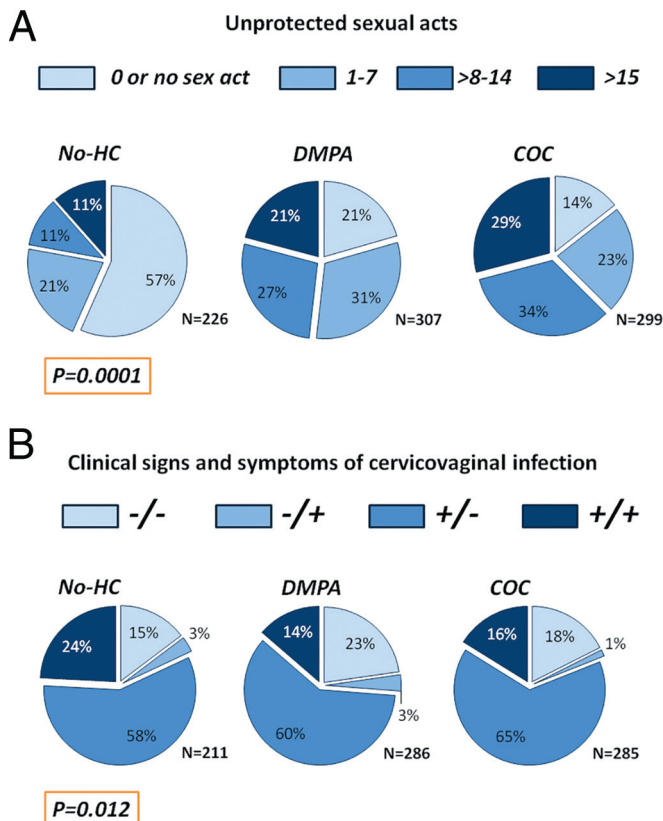 A
Unprotected sexual acts
0 or no sex act 1-7 >8-14 >15
No-HC DMPA COC
11% 21% 29% 14%
11% 57% 23%
21% 27% 31% 34%
N=226 N=307 N=299
P=0.0001
B
Clinical signs and symptoms of cervicovaginal infection
-/- -/+ +/- +/+
No-HC DMPA COC
24% 15% 3% 14% 23% 16% 18% 1%
58% 60% 3% 65%
N=211 N=286 N=285
P=0.012